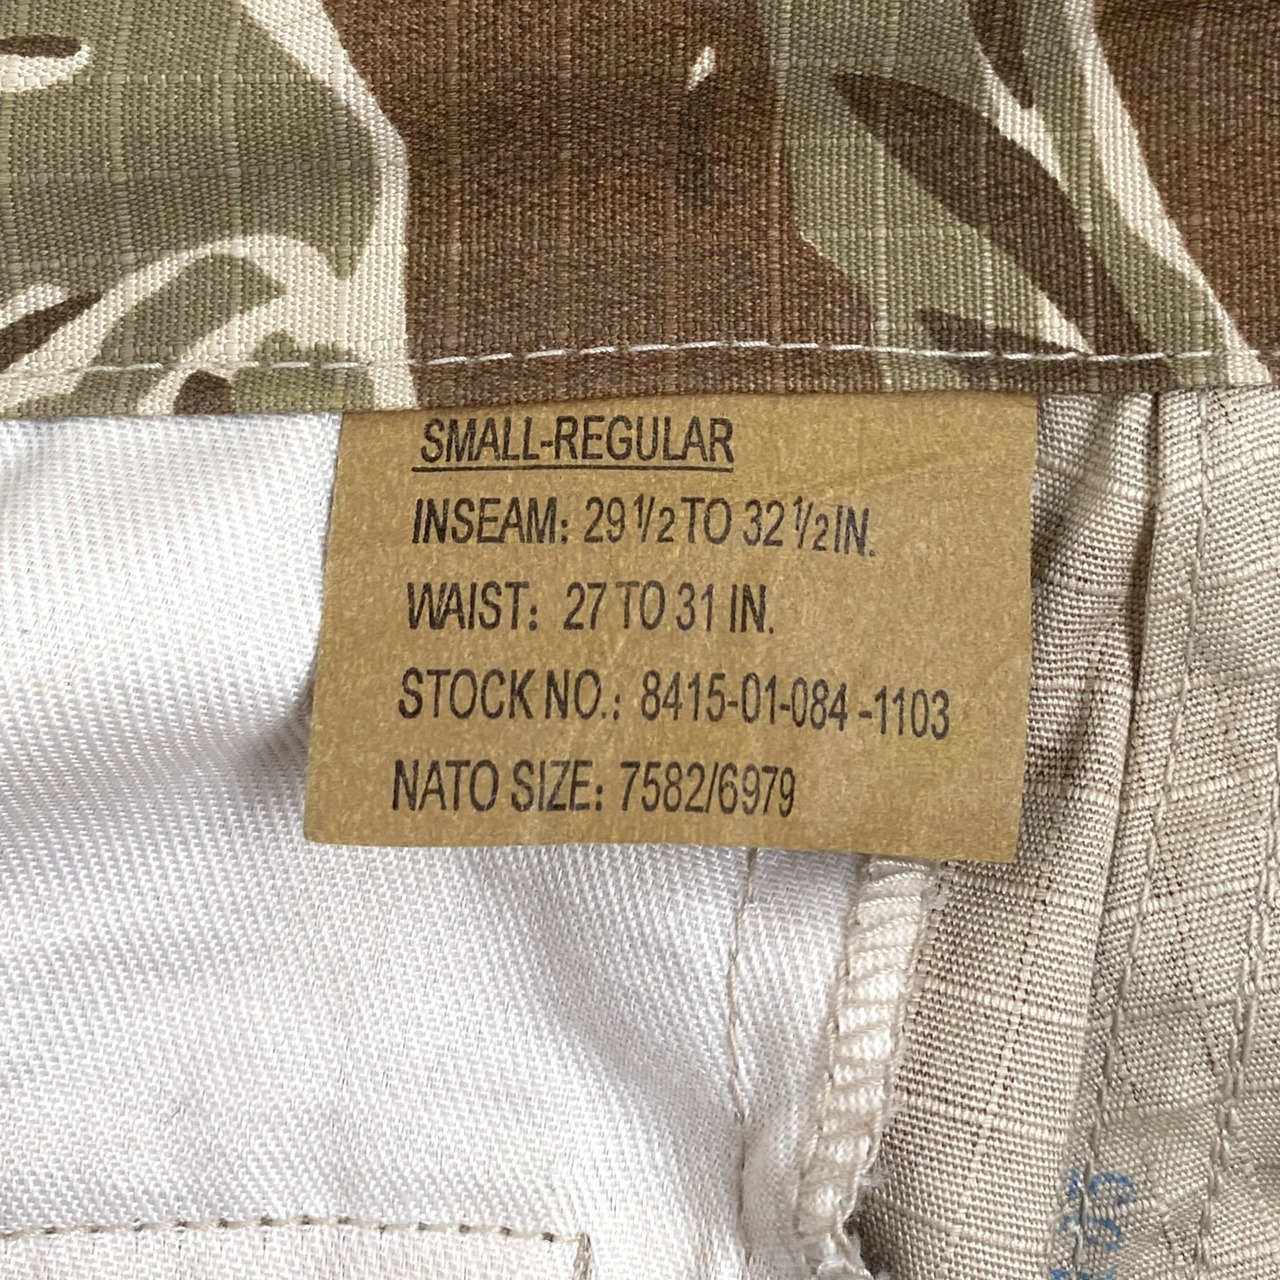 SMALL-REGULAR
INSEAM: 29 1/2 TO 32 1/2 IN.
WAIST: 27 TO 31 IN.
STOCK NO.: 8415-01-084-1103
NATO SIZE: 7582/6979